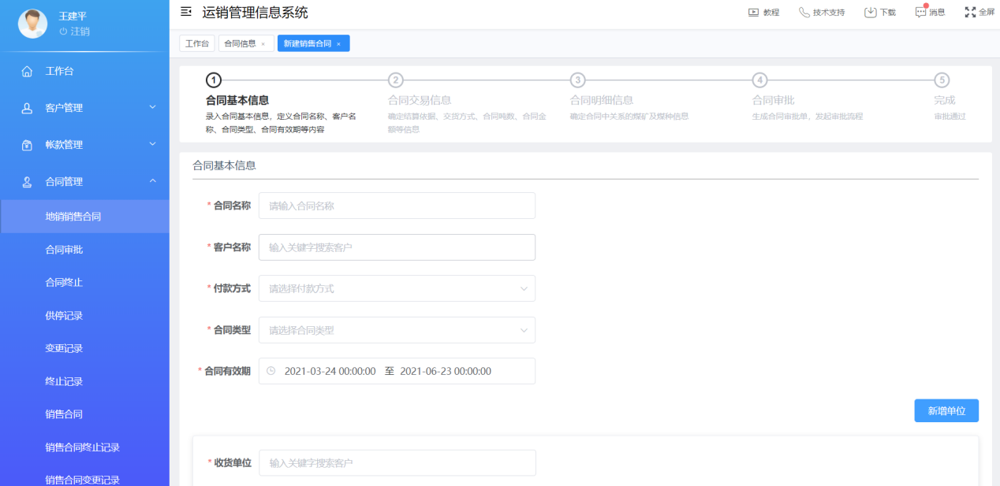 王建平
注销
工作台
客户管理
帐款管理
合同管理
地销销售合同
合同审批
合同终止
供停记录
变更记录
终止记录
销售合同
销售合同终止记录
销售合同变更记录
运销管理信息系统
教程
技术支持
下载
消息
全屏
工作台
合同信息 ×
新建销售合同 ×
1
合同基本信息
录入合同基本信息，定义合同名称、客户名
称、合同类型、合同有效期等内容
2
合同交易信息
确定结算依据、交货方式、合同吨数、合同金
额等信息
3
合同明细信息
确定合同中关系的煤矿及煤种信息
4
合同审批
生成合同审批单，发起审批流程
5
完成
审批通过
合同基本信息
* 合同名称 请输入合同名称
* 客户名称 输入关键字搜索客户
* 付款方式 请选择付款方式
* 合同类型 请选择合同类型
* 合同有效期 2021-03-24 00:00:00 至 2021-06-23 00:00:00
新增单位
* 收货单位 输入关键字搜索客户